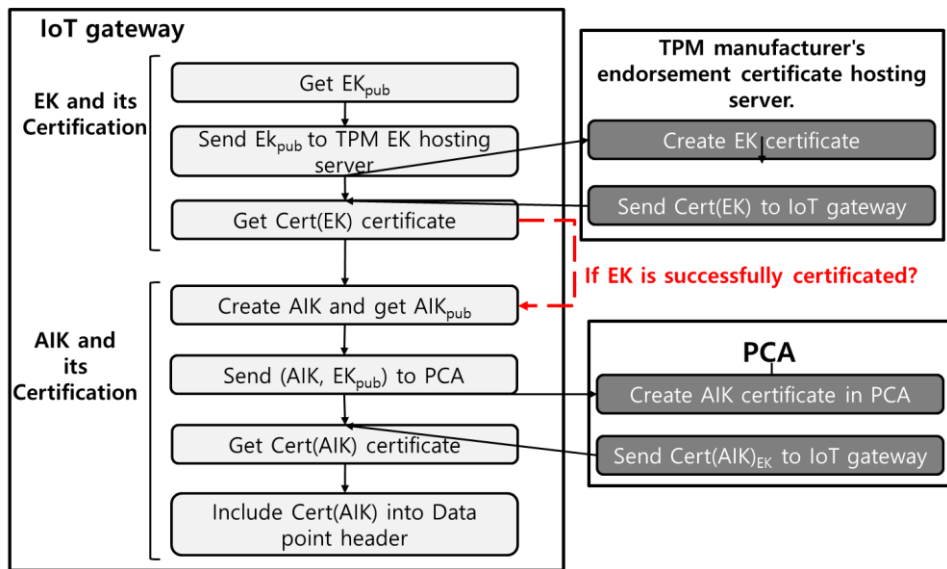 IoT gateway
EK and its
Certification
Get EKpub
Send Ekpub to TPM EK hosting
server
Get Cert(EK) certificate
TPM manufacturer's
endorsement certificate hosting
server.
Create EK certificate
Send Cert(EK) to IoT gateway
If EK is successfully certificated?
AIK and
its
Certification
Create AIK and get AIKpub
Send (AIK, EKpub) to PCA
Get Cert(AIK) certificate
Include Cert(AIK) into Data
point header
PCA
Create AIK certificate in PCA
Send Cert(AIK)EK to IoT gateway